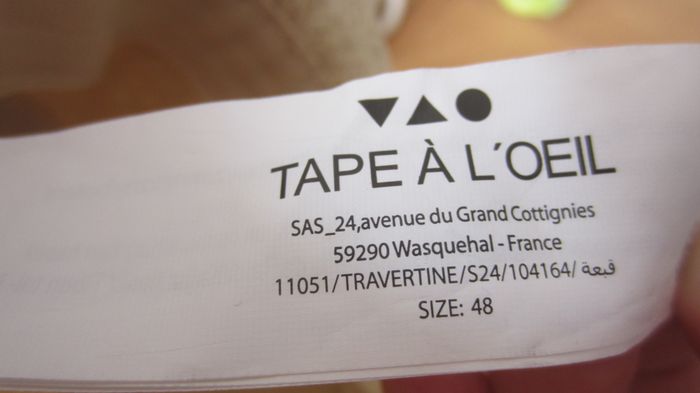 TAPE À L'OEIL
SAS_24,avenue du Grand Cottignies
59290 Wasquehal - France
11051/TRAVERTINE/S24/104164/ قبعة
SIZE: 48